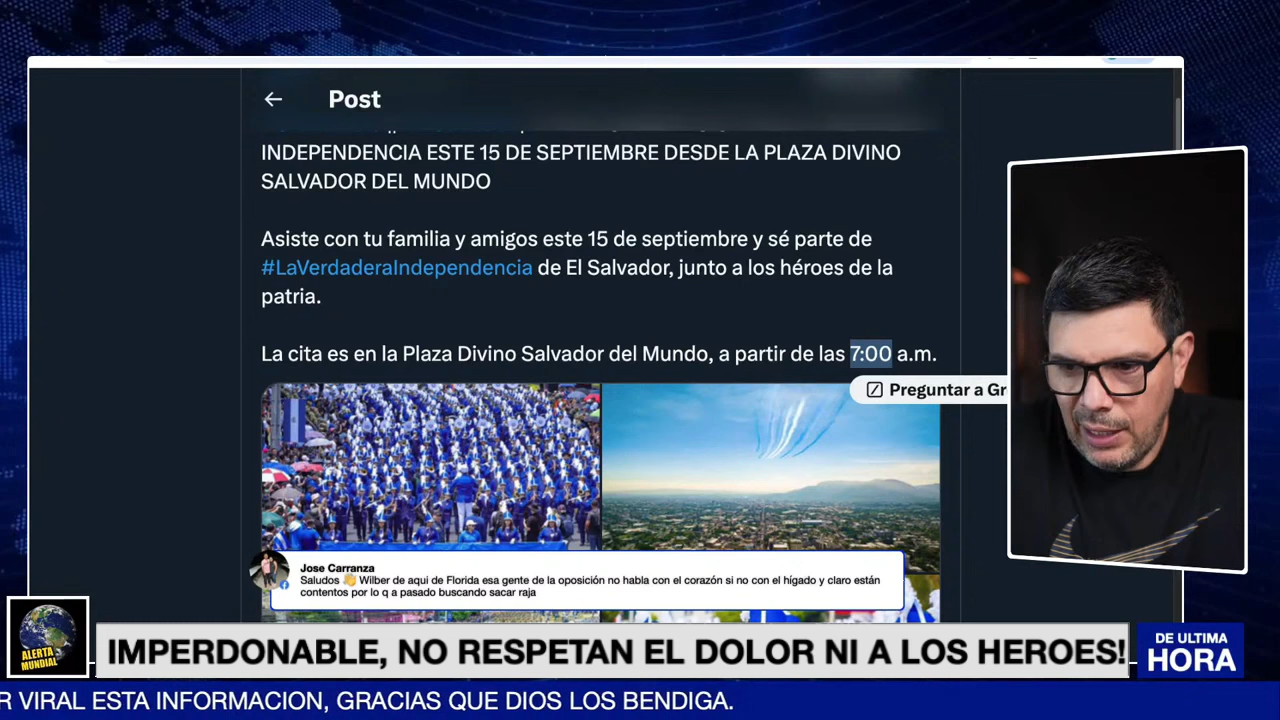 Post
INDEPENDENCIA ESTE 15 DE SEPTIEMBRE DESDE LA PLAZA DIVINO
SALVADOR DEL MUNDO
Asiste con tu familia y amigos este 15 de septiembre y sé parte de
#LaVerdaderaIndependencia de El Salvador, junto a los héroes de la
patria.
La cita es en la Plaza Divino Salvador del Mundo, a partir de las 7:00 a.m.
Preguntar a Gr
Jose Carranza
Saludos 👋 Wilber de aqui de Florida esa gente de la oposición no habla con el corazón si no con el hígado y claro están
contentos por lo q a pasado buscando sacar raja
ALERTA
MUNDIAL
IMPERDONABLE, NO RESPETAN EL DOLOR NI A LOS HEROES!
DE ULTIMA
HORA
R VIRAL ESTA INFORMACION, GRACIAS QUE DIOS LOS BENDIGA.